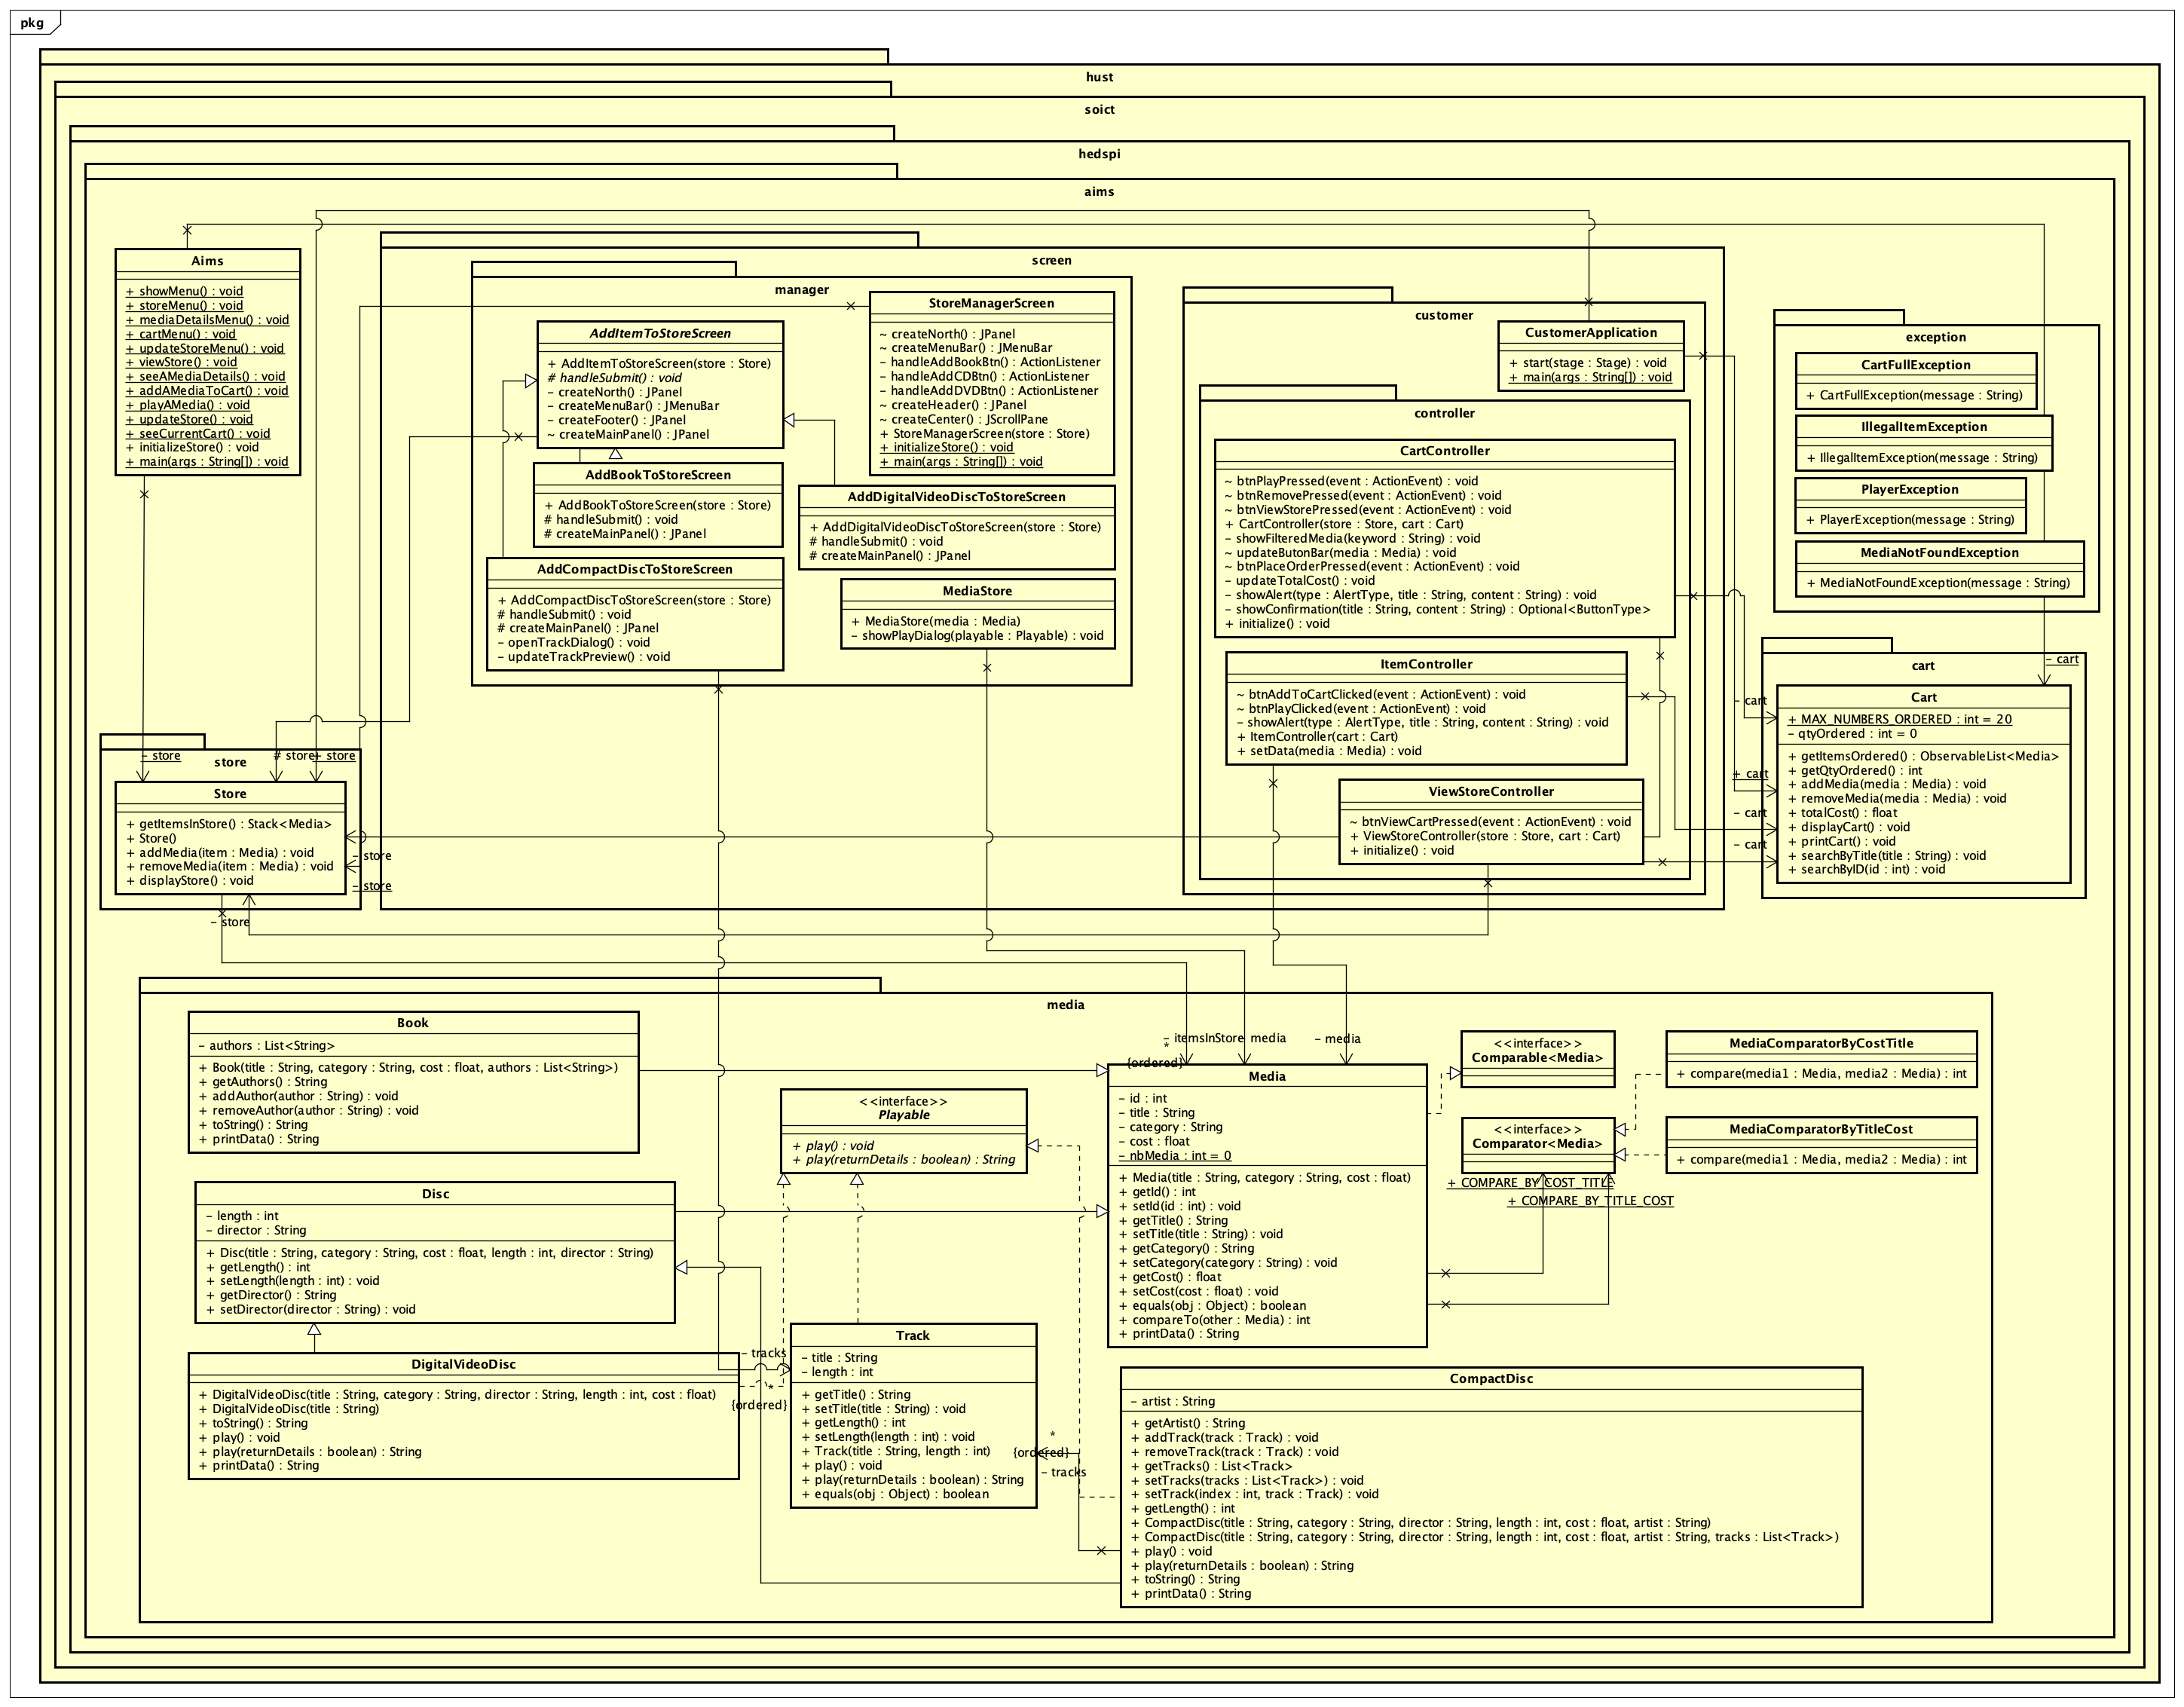 pkg
hust
soict
hedspi
aims
Aims
+ showMenu() : void
+ storeMenu() : void
+ mediaDetailsMenu() : void
+ cartMenu() : void
+ updateStoreMenu() : void
+ viewStore() : void
+ seeAMediaDetails() : void
+ addAMediaToCart() : void
+ playAMedia() : void
+ updateStore() : void
+ seeCurrentCart() : void
+ initializeStore() : void
+ main(args : String[]) : void
screen
manager
AddItemToStoreScreen
+ AddItemToStoreScreen(store : Store)
# handleSubmit() : void
– createNorth() : JPanel
– createMenuBar() : JMenuBar
– createFooter() : JPanel
~ createMainPanel() : JPanel
StoreManagerScreen
~ createNorth() : JPanel
~ createMenuBar() : JMenuBar
– handleAddBookBtn() : ActionListener
– handleAddCDBtn() : ActionListener
– handleAddDVDBtn() : ActionListener
~ createHeader() : JPanel
~ createCenter() : JScrollPane
+ StoreManagerScreen(store : Store)
+ initializeStore() : void
+ main(args : String[]) : void
AddBookToStoreScreen
+ AddBookToStoreScreen(store : Store)
# handleSubmit() : void
# createMainPanel() : JPanel
AddDigitalVideoDiscToStoreScreen
+ AddDigitalVideoDiscToStoreScreen(store : Store)
# handleSubmit() : void
# createMainPanel() : JPanel
AddCompactDiscToStoreScreen
+ AddCompactDiscToStoreScreen(store : Store)
# handleSubmit() : void
# createMainPanel() : JPanel
– openTrackDialog() : void
– updateTrackPreview() : void
MediaStore
+ MediaStore(media : Media)
– showPlayDialog(playable : Playable) : void
customer
CustomerApplication
+ start(stage : Stage) : void
+ main(args : String[]) : void
controller
CartController
~ btnPlayPressed(event : ActionEvent) : void
~ btnRemovePressed(event : ActionEvent) : void
~ btnViewStorePressed(event : ActionEvent) : void
+ CartController(store : Store, cart : Cart)
– showFilteredMedia(keyword : String) : void
~ updateButonBar(media : Media) : void
~ btnPlaceOrderPressed(event : ActionEvent) : void
– updateTotalCost() : void
– showAlert(type : AlertType, title : String, content : String) : void
– showConfirmation(title : String, content : String) : Optional<ButtonType>
+ initialize() : void
ItemController
~ btnAddToCartClicked(event : ActionEvent) : void
~ btnPlayClicked(event : ActionEvent) : void
– showAlert(type : AlertType, title : String, content : String) : void
+ ItemController(cart : Cart)
+ setData(media : Media) : void
ViewStoreController
~ btnViewCartPressed(event : ActionEvent) : void
+ ViewStoreController(store : Store, cart : Cart)
+ initialize() : void
exception
CartFullException
+ CartFullException(message : String)
IllegalItemException
+ IllegalItemException(message : String)
PlayerException
+ PlayerException(message : String)
MediaNotFoundException
+ MediaNotFoundException(message : String)
cart
– cart
– cart
+ cart
– cart
– cart
Cart
+ MAX_NUMBERS_ORDERED : int = 20
– qtyOrdered : int = 0
+ getItemsOrdered() : ObservableList<Media>
+ getQtyOrdered() : int
+ addMedia(media : Media) : void
+ removeMedia(media : Media) : void
+ totalCost() : float
+ displayCart() : void
+ printCart() : void
+ searchByTitle(title : String) : void
+ searchByID(id : int) : void
store
– store
# store
+ store
– store
– store
– store
Store
+ getItemsInStore() : Stack<Media>
+ Store()
+ addMedia(item : Media) : void
+ removeMedia(item : Media) : void
+ displayStore() : void
media
Book
– authors : List<String>
+ Book(title : String, category : String, cost : float, authors : List<String>)
+ getAuthors() : String
+ addAuthor(author : String) : void
+ removeAuthor(author : String) : void
+ toString() : String
+ printData() : String
Disc
– length : int
– director : String
+ Disc(title : String, category : String, cost : float, length : int, director : String)
+ getLength() : int
+ setLength(length : int) : void
+ getDirector() : String
+ setDirector(director : String) : void
DigitalVideoDisc
+ DigitalVideoDisc(title : String, category : String, director : String, length : int, cost : float)
+ DigitalVideoDisc(title : String)
+ toString() : String
+ play() : void
+ play(returnDetails : boolean) : String
+ printData() : String
<<interface>>
Playable
+ play() : void
+ play(returnDetails : boolean) : String
– tracks
*
{ordered}
Track
– title : String
– length : int
+ getTitle() : String
+ setTitle(title : String) : void
+ getLength() : int
+ setLength(length : int) : void
+ Track(title : String, length : int)
+ play() : void
+ play(returnDetails : boolean) : String
+ equals(obj : Object) : boolean
*
{ordered}
– tracks
– itemsInStore
*
{ordered}
media
– media
Media
– id : int
– title : String
– category : String
– cost : float
– nbMedia : int = 0
+ Media(title : String, category : String, cost : float)
+ getId() : int
+ setId(id : int) : void
+ getTitle() : String
+ setTitle(title : String) : void
+ getCategory() : String
+ setCategory(category : String) : void
+ getCost() : float
+ setCost(cost : float) : void
+ equals(obj : Object) : boolean
+ compareTo(other : Media) : int
+ printData() : String
<<interface>>
Comparable<Media>
<<interface>>
Comparator<Media>
+ COMPARE_BY_COST_TITLE
+ COMPARE_BY_TITLE_COST
MediaComparatorByCostTitle
+ compare(media1 : Media, media2 : Media) : int
MediaComparatorByTitleCost
+ compare(media1 : Media, media2 : Media) : int
CompactDisc
– artist : String
+ getArtist() : String
+ addTrack(track : Track) : void
+ removeTrack(track : Track) : void
+ getTracks() : List<Track>
+ setTracks(tracks : List<Track>) : void
+ setTrack(index : int, track : Track) : void
+ getLength() : int
+ CompactDisc(title : String, category : String, director : String, length : int, cost : float, artist : String)
+ CompactDisc(title : String, category : String, director : String, length : int, cost : float, artist : String, tracks : List<Track>)
+ play() : void
+ play(returnDetails : boolean) : String
+ toString() : String
+ printData() : String